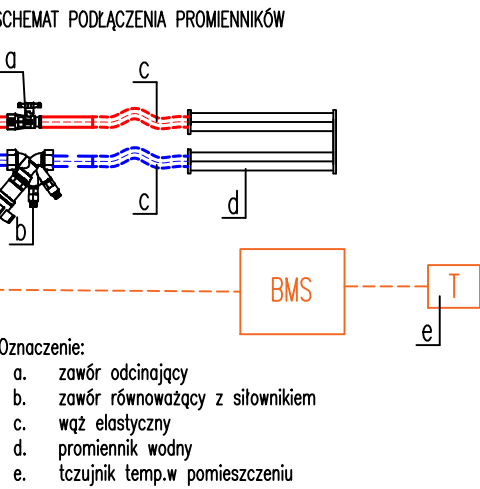 SCHEMAT PODŁĄCZENIA PROMIENNIKÓW
a
c
c
d
b
BMS
T
e
Oznaczenie:
a. zawór odcinający
b. zawór równoważący z siłownikiem
c. wąż elastyczny
d. promiennik wodny
e. tczujnik temp.w pomieszczeniu